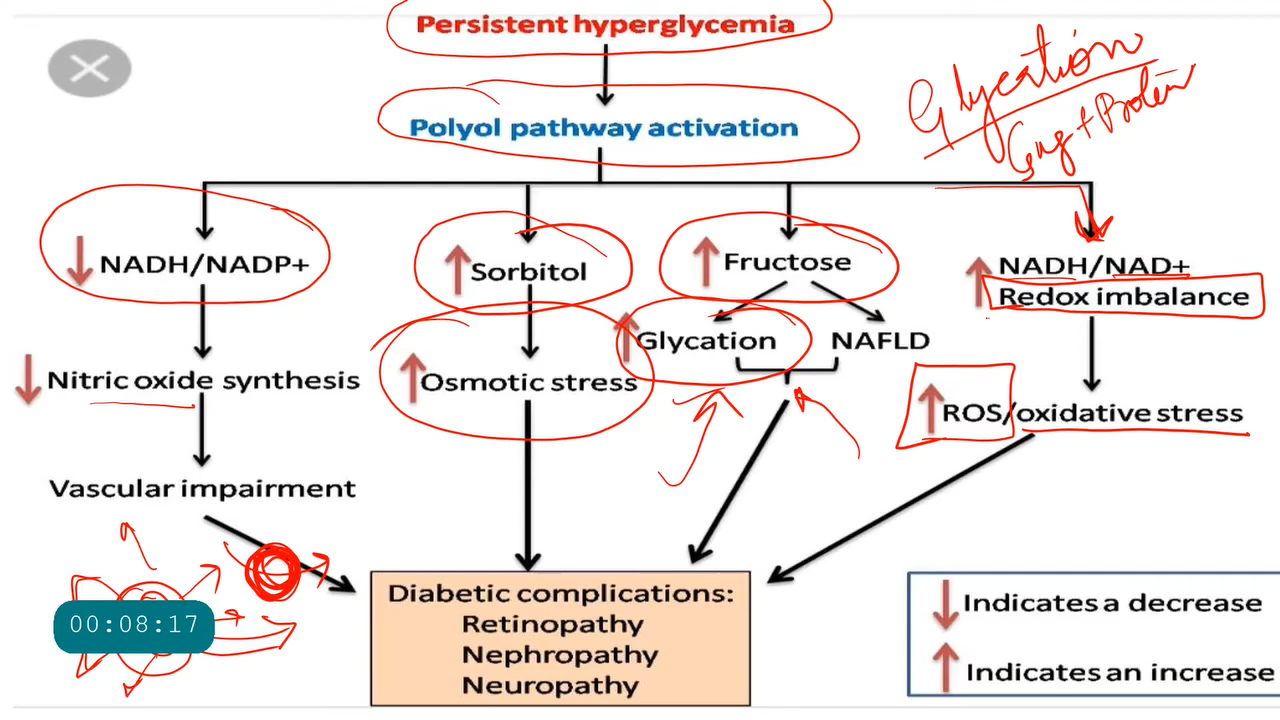 Persistent hyperglycemia
Polyol pathway activation
Glycation
+ Protein
NADH/NADP+
Sorbitol
Fructose
NADH/NAD+
Redox imbalance
Nitric oxide synthesis
Osmotic stress
Glycation
NAFLD
ROS/oxidative stress
Vascular impairment
00:08:17
Diabetic complications:
Retinopathy
Nephropathy
Neuropathy
Indicates a decrease
Indicates an increase